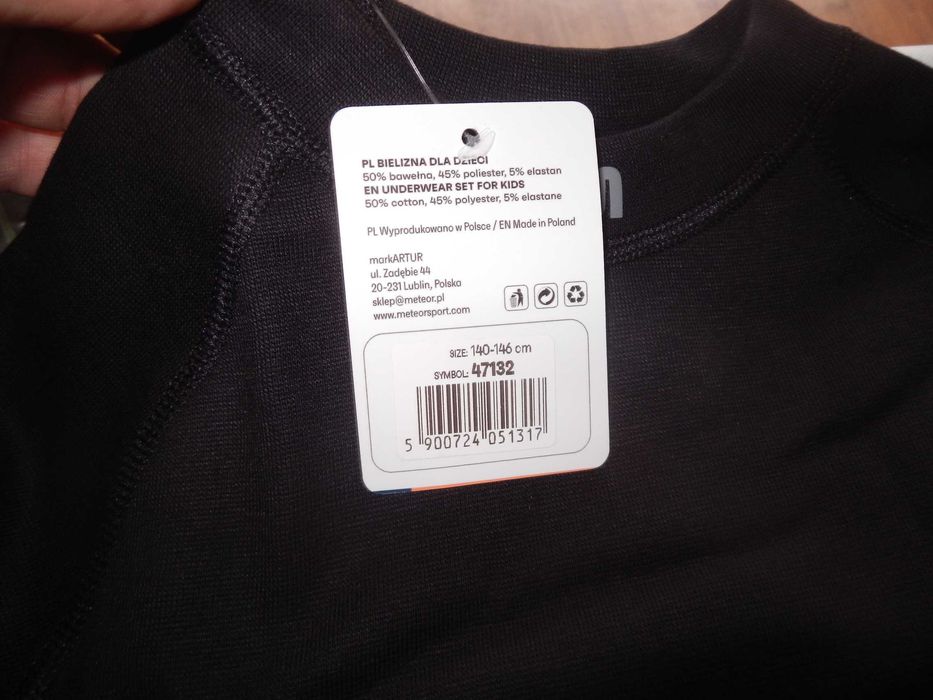 PL BIELIZNA DLA DZIECI
50% bawełna, 45% poliester, 5% elastan
EN UNDERWEAR SET FOR KIDS
50% cotton, 45% polyester, 5% elastane
PL Wyprodukowano w Polsce / EN Made in Poland
markARTUR
ul. Zadębie 44
20-231 Lublin, Polska
sklep@meteor.pl
www.meteorsport.com
SIZE: 140-146 cm
SYMBOL: 47132
5 900724 051317